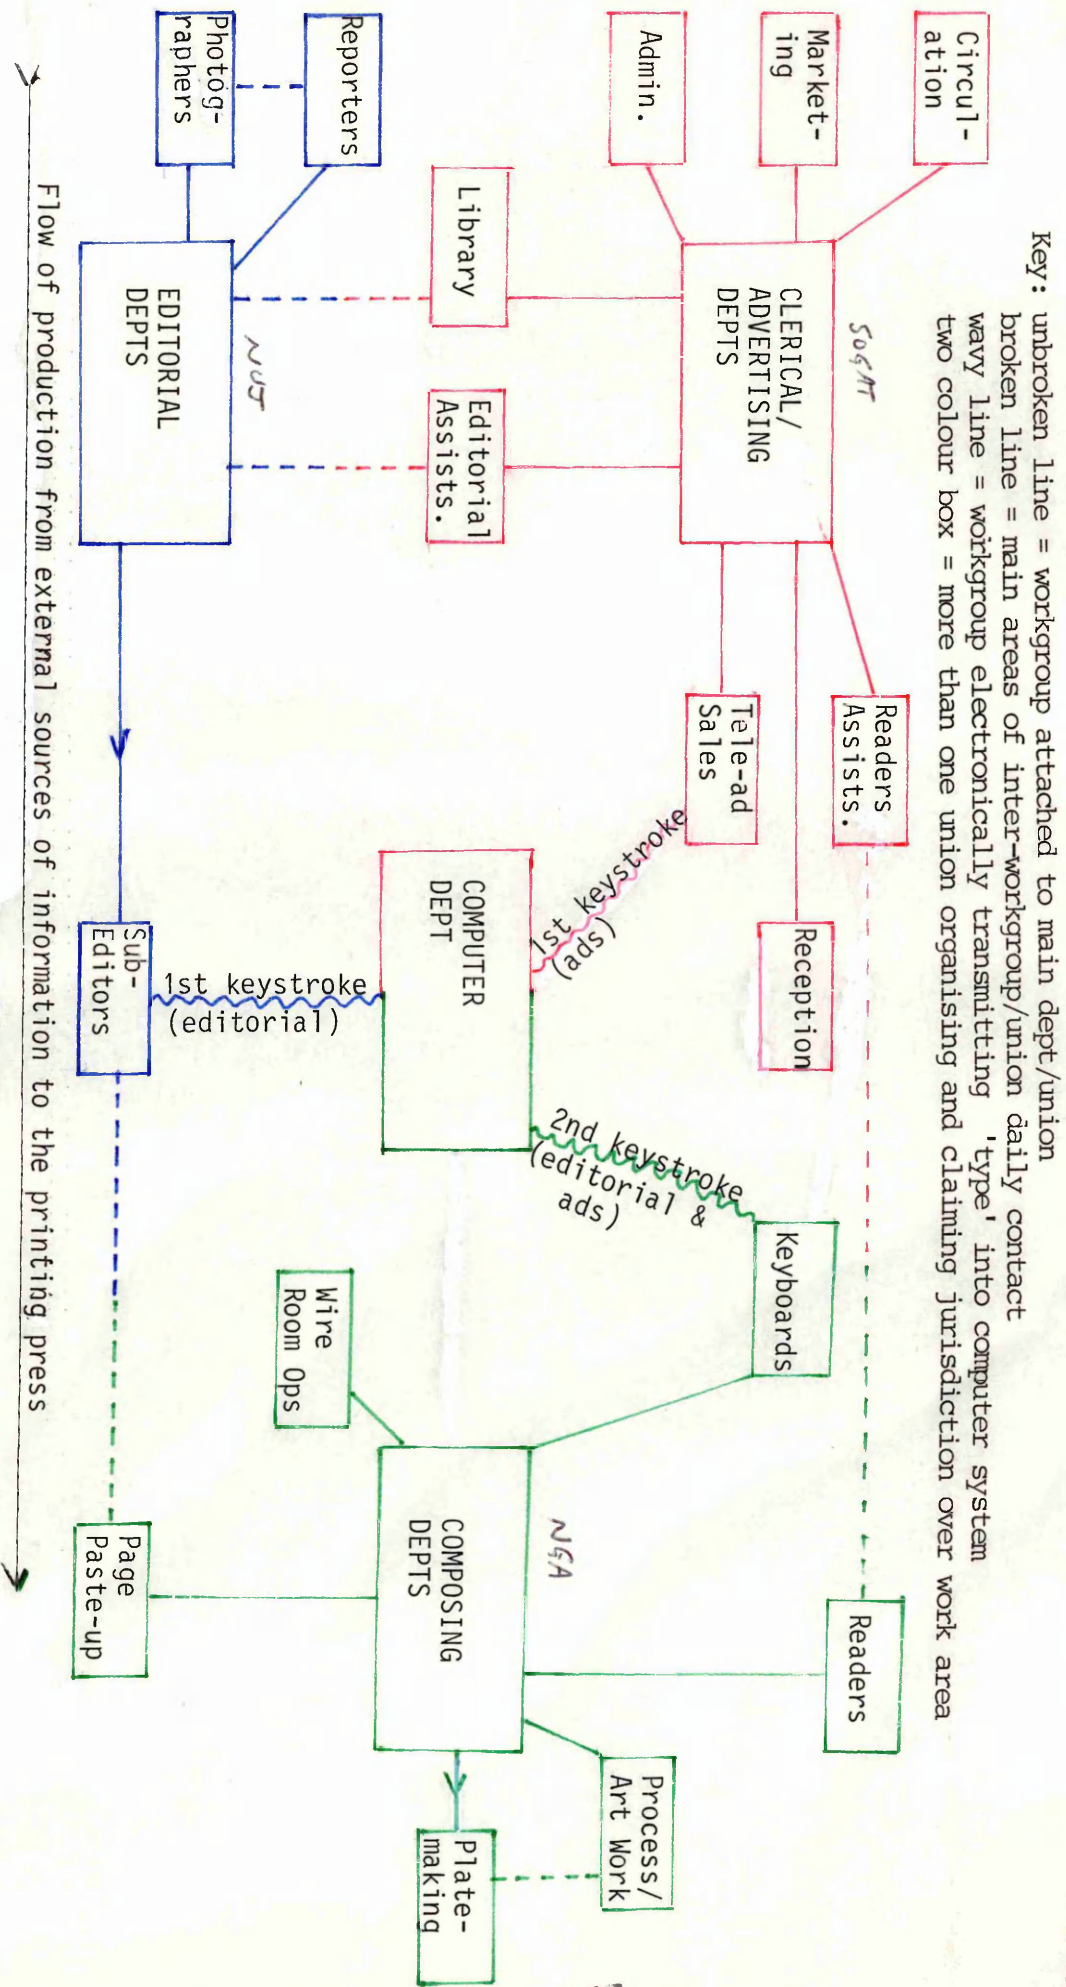 Key: unbroken line = workgroup attached to main dept/union
broken line = main areas of inter-workgroup/union daily contact
wavy line = workgroup electronically transmitting 'type' into computer system
two colour box = more than one union organising and claiming jurisdiction over work area
Circul-
ation
Market-
ing
Admin.
Reporters
Photog-
raphers
SOGAT
CLERICAL/
ADVERTISING
DEPTS
Library
Editorial
Assists.
NUJ
EDITORIAL
DEPTS
Readers
Assists.
Tele-ad
Sales
Reception
1st keystroke
(ads)
COMPUTER
DEPT
1st keystroke
(editorial)
Sub-
Editors
2nd keystroke
(editorial &
ads)
Keyboards
Wire
Room Ops
NGA
COMPOSING
DEPTS
Readers
Page
Paste-up
Process/
Art Work
Plate-
making
Flow of production from external sources of information to the printing press